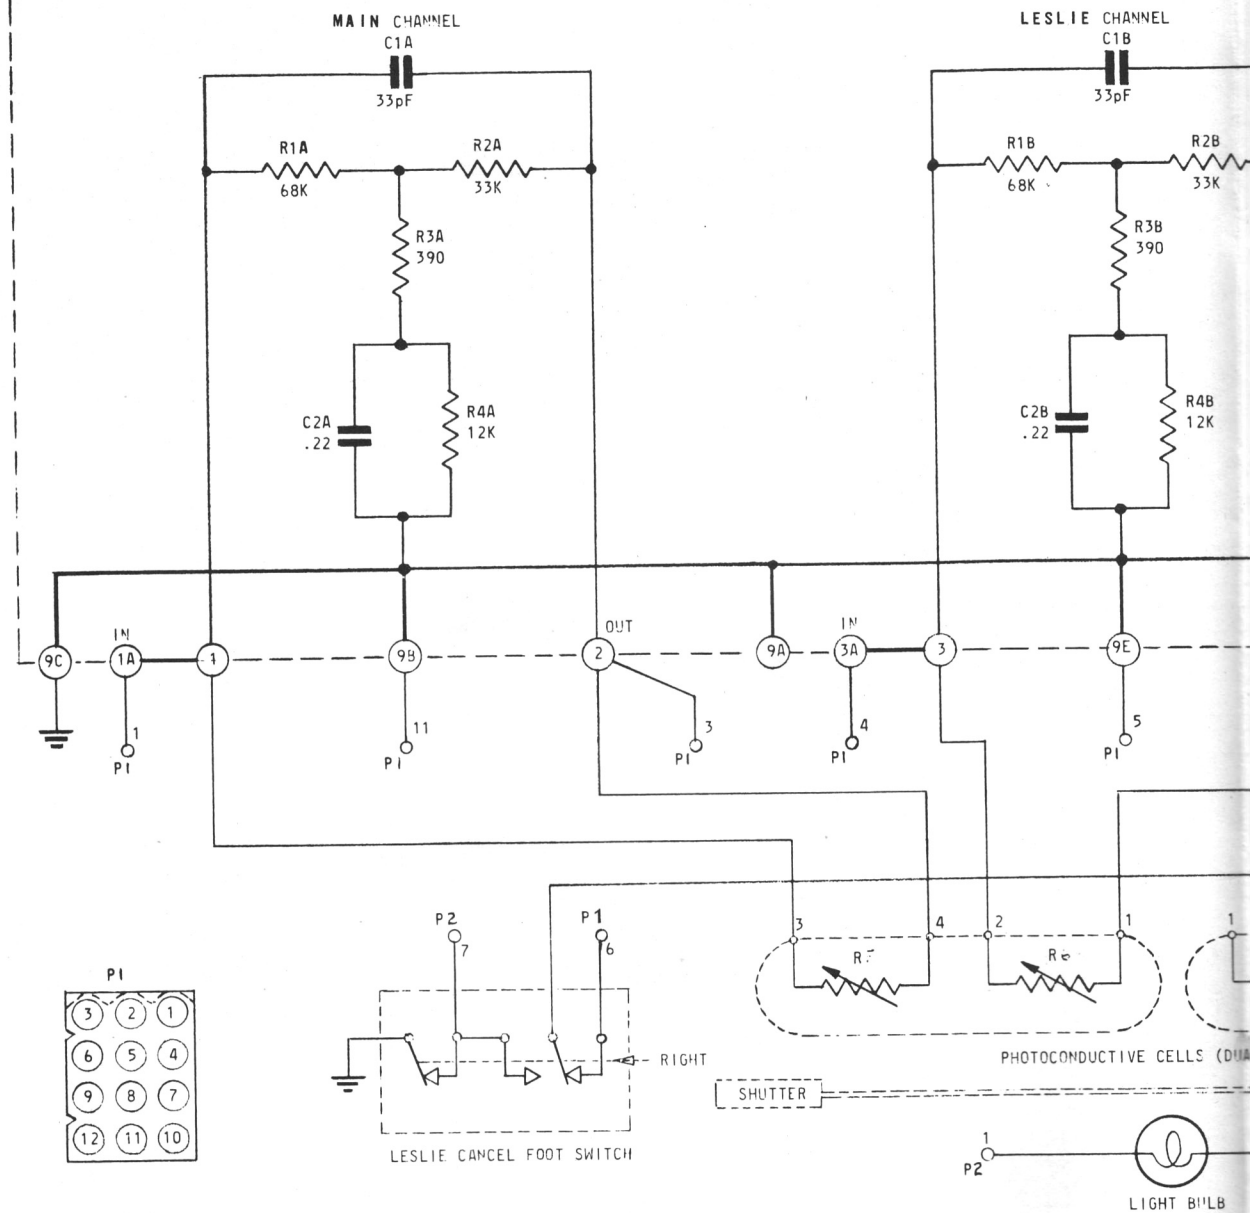 MAIN CHANNEL
C1A
33pF
LESLIE CHANNEL
C1B
33pF
R1A
68K
R2A
33K
R1B
68K
R2B
33K
R3A
390
R3B
390
C2A
.22
R4A
12K
C2B
.22
R4B
12K
IN
OUT
IN
9C
1A
1
9B
2
9A
3A
3
9E
1
P1
11
P1
3
P1
4
P1
5
P1
P2
7
P1
6
3
4
2
1
1
R7
R6
P1
3 2 1
6 5 4
9 8 7
12 11 10
RIGHT
LESLIE CANCEL FOOT SWITCH
PHOTOCONDUCTIVE CELLS
SHUTTER
1
P2
LIGHT BULB